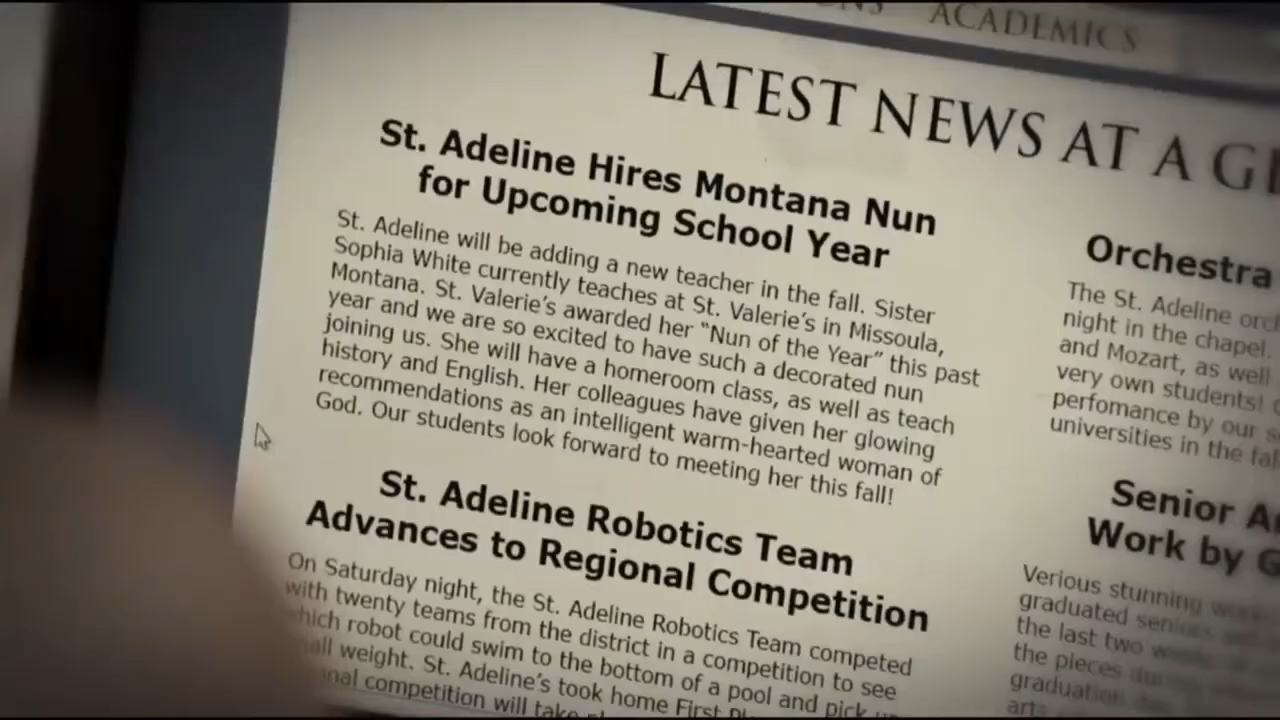 ACADEMICS
LATEST NEWS AT A
St. Adeline Hires Montana Nun
for Upcoming School Year
St. Adeline will be adding a new teacher in the fall. Sister
Sophia White currently teaches at St. Valerie's in Missoula,
Montana. St. Valerie's awarded her "Nun of the Year" this past
year and we are so excited to have such a decorated nun
joining us. She will have a homeroom class, as well as teach
history and English. Her colleagues have given her glowing
recommendations as an intelligent warm-hearted woman of
God. Our students look forward to meeting her this fall!
St. Adeline Robotics Team
Advances to Regional Competition
On Saturday night, the St. Adeline Robotics Team competed
with twenty teams from the district in a competition to see
which robot could swim to the bottom of a pool and pick
weight. St. Adeline's took home First
competition will take
Orchestra
The St. Adeline
night in the chapel.
and Mozart, as well
very own students!
perfomance by our
universities in the fall
Senior
Work by
Verious stunning
graduated seniors
the last two
the pieces during
graduation
arts